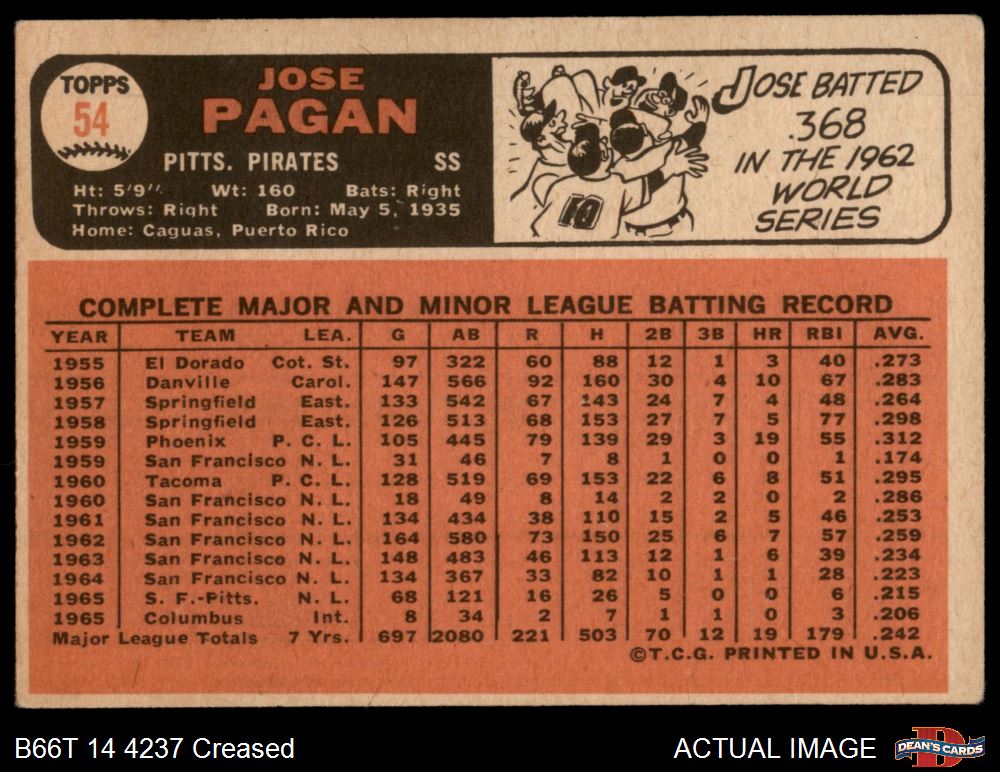 TOPPS
54
JOSE
PAGAN
PITTS. PIRATES SS
Ht: 5'9". Wt: 160 Bats: Right
Throws: Right Born: May 5, 1935
Home: Caguas, Puerto Rico
JOSE BATTED
.368
IN THE 1962
WORLD
SERIES
10
COMPLETE MAJOR AND MINOR LEAGUE BATTING RECORD
YEAR TEAM LEA. G AB R H 2B 3B HR RBI AVG.
1955 El Dorado Cot. St. 97 322 60 88 12 1 3 40 .273
1956 Danville Carol. 147 566 92 160 30 4 10 67 .283
1957 Springfield East. 133 542 67 143 24 7 4 48 .264
1958 Springfield East. 126 513 68 153 27 7 5 77 .298
1959 Phoenix P. C. L. 105 445 79 139 29 3 19 55 .312
1959 San Francisco N. L. 31 46 7 8 1 0 0 1 .174
1960 Tacoma P. C. L. 128 519 69 153 22 6 8 51 .295
1960 San Francisco N. L. 18 49 8 14 2 2 0 2 .286
1961 San Francisco N. L. 134 434 38 110 15 2 5 46 .253
1962 San Francisco N. L. 164 580 73 150 25 6 7 57 .259
1963 San Francisco N. L. 148 483 46 113 12 1 6 39 .234
1964 San Francisco N. L. 134 367 33 82 10 1 1 28 .223
1965 S. F.-Pitts. N. L. 68 121 16 26 5 0 0 6 .215
1965 Columbus Int. 8 34 2 7 1 1 0 3 .206
Major League Totals 7 Yrs. 697 2080 221 503 70 12 19 179 .242
©T.C.G. PRINTED IN U.S.A.
B66T 14 4237 Creased
ACTUAL IMAGE
DEAN'S CARDS